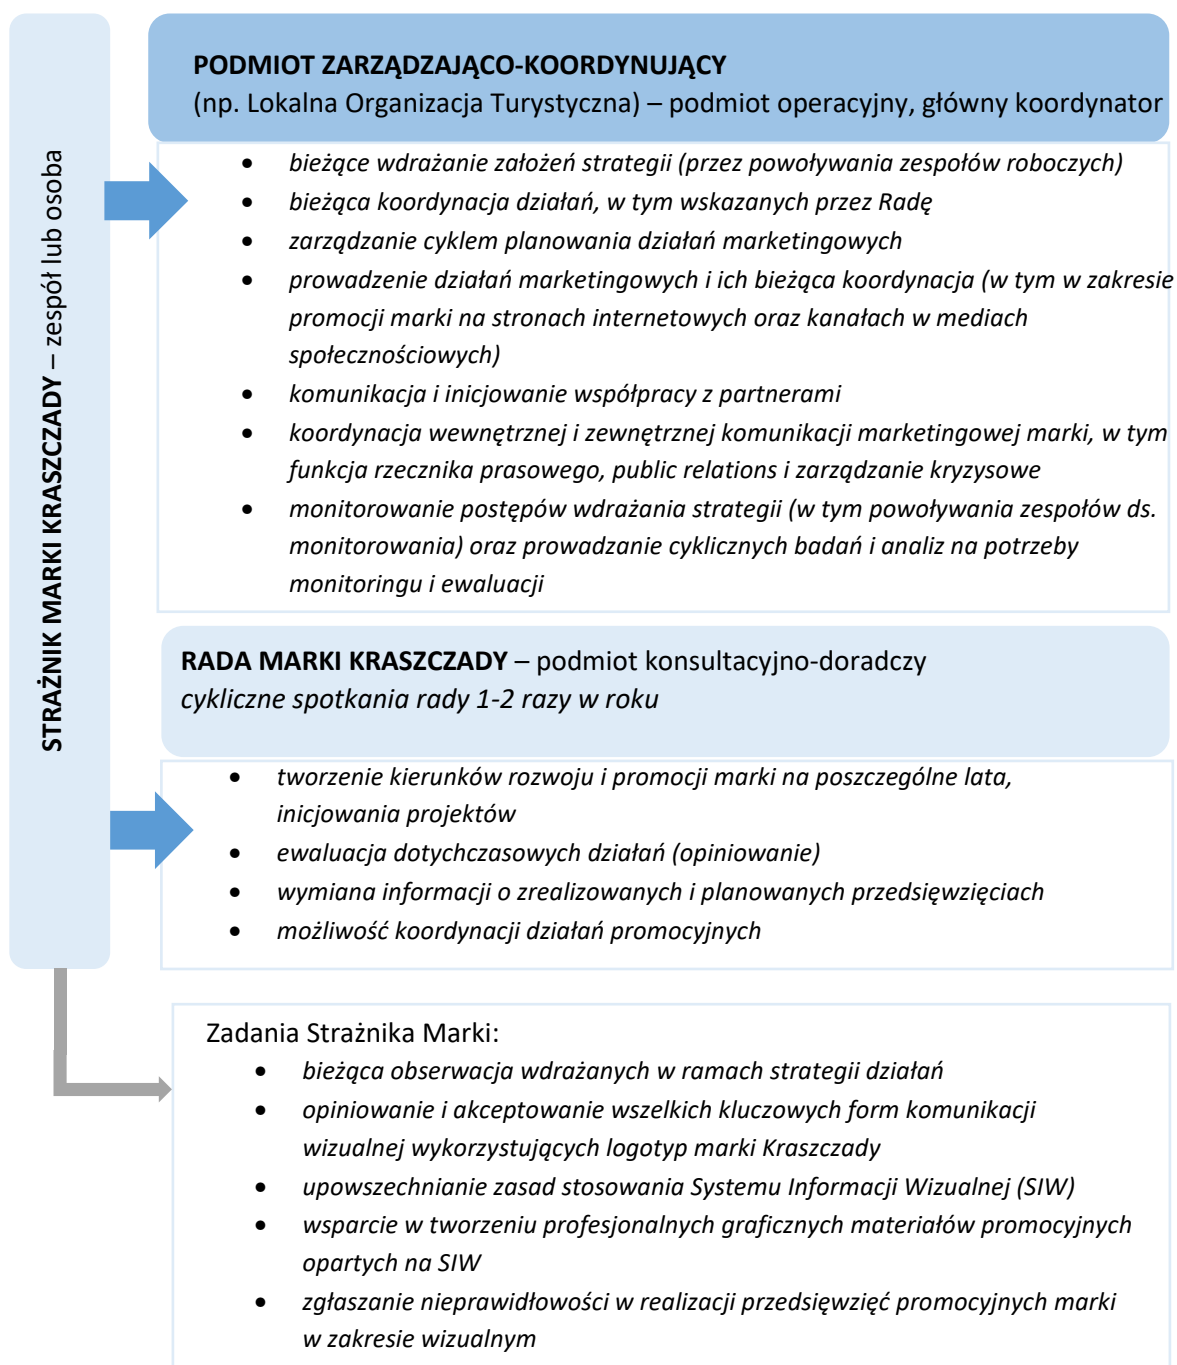 STRAŻNIK MARKI KRASZCZADY – zespół lub osoba
PODMIOT ZARZĄDZAJĄCO-KOORDYNUJĄCY
(np. Lokalna Organizacja Turystyczna) – podmiot operacyjny, główny koordynator
• bieżące wdrażanie założeń strategii (przez powoływania zespołów roboczych)
• bieżąca koordynacja działań, w tym wskazanych przez Radę
• zarządzanie cyklem planowania działań marketingowych
• prowadzenie działań marketingowych i ich bieżąca koordynacja (w tym w zakresie
promocji marki na stronach internetowych oraz kanałach w mediach
społecznościowych)
• komunikacja i inicjowanie współpracy z partnerami
• koordynacja wewnętrznej i zewnętrznej komunikacji marketingowej marki, w tym
funkcja rzecznika prasowego, public relations i zarządzanie kryzysowe
• monitorowanie postępów wdrażania strategii (w tym powoływania zespołów ds.
monitorowania) oraz prowadzanie cyklicznych badań i analiz na potrzeby
monitoringu i ewaluacji
RADA MARKI KRASZCZADY – podmiot konsultacyjno-doradczy
cykliczne spotkania rady 1-2 razy w roku
• tworzenie kierunków rozwoju i promocji marki na poszczególne lata,
inicjowania projektów
• ewaluacja dotychczasowych działań (opiniowanie)
• wymiana informacji o zrealizowanych i planowanych przedsięwzięciach
• możliwość koordynacji działań promocyjnych
Zadania Strażnika Marki:
• bieżąca obserwacja wdrażanych w ramach strategii działań
• opiniowanie i akceptowanie wszelkich kluczowych form komunikacji
wizualnej wykorzystujących logotyp marki Kraszczady
• upowszechnianie zasad stosowania Systemu Informacji Wizualnej (SIW)
• wsparcie w tworzeniu profesjonalnych graficznych materiałów promocyjnych
opartych na SIW
• zgłaszanie nieprawidłowości w realizacji przedsięwzięć promocyjnych marki
w zakresie wizualnym